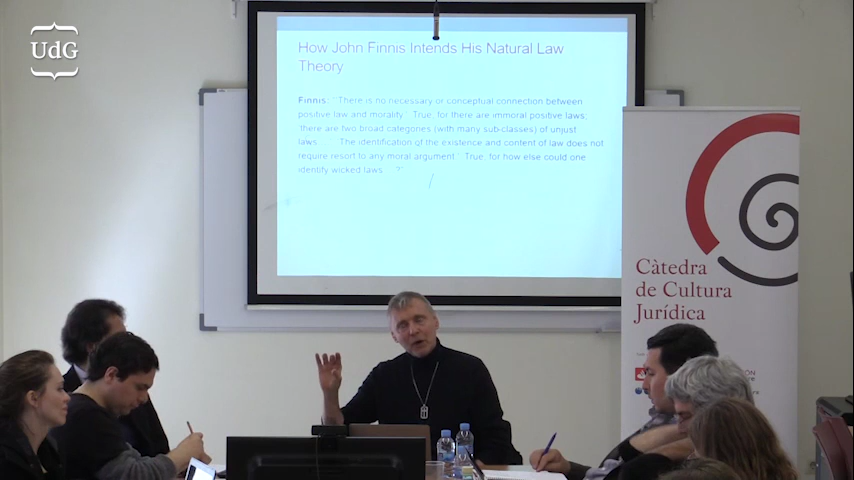 UdG
How John Finnis Intends His Natural Law
Theory
Finnis: "There is no necessary or conceptual connection between
positive law and morality." True, for there are immoral positive laws;
there are two broad categories (with many sub-classes) of unjust
laws. "The identification of the existence and content of law does not
require resort to any moral argument." True, for how else could one
identify wicked laws ?"
Càtedra
de Cultura
Jurídica